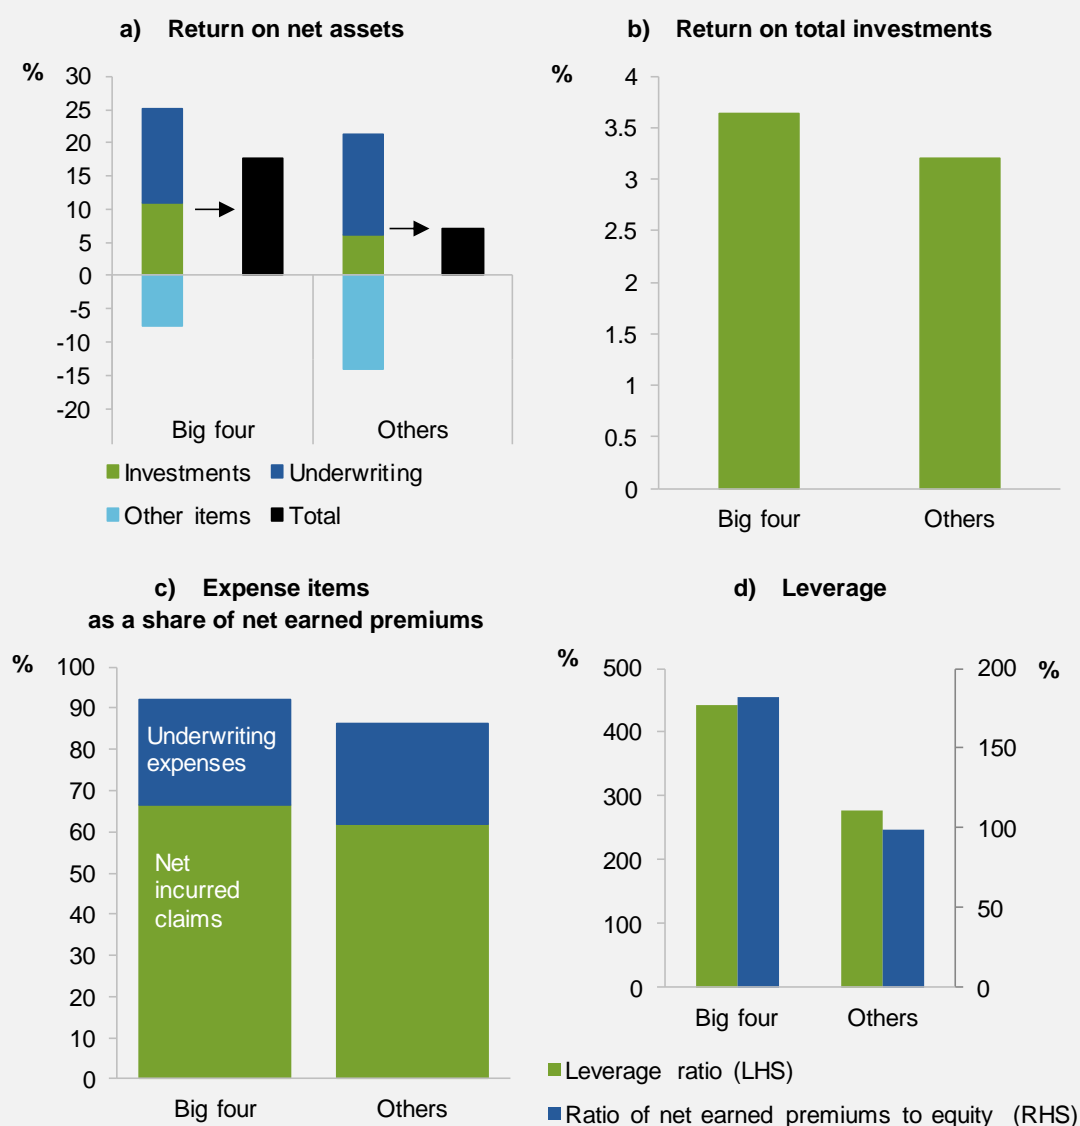 a) Return on net assets
%
30
25
20
15
10
5
0
-5
-10
-15
-20
Big four Others
Investments Underwriting
Other items Total
b) Return on total investments
%
4
3.5
3
2.5
2
1.5
1
0.5
0
Big four Others
c) Expense items
as a share of net earned premiums
%
100
90
80
70
60
50
40
30
20
10
0
Underwriting
expenses
Net
incurred
claims
Big four Others
d) Leverage
%
500
400
300
200
100
0
200
150
100
50
0
%
Big four Others
Leverage ratio (LHS)
Ratio of net earned premiums to equity (RHS)